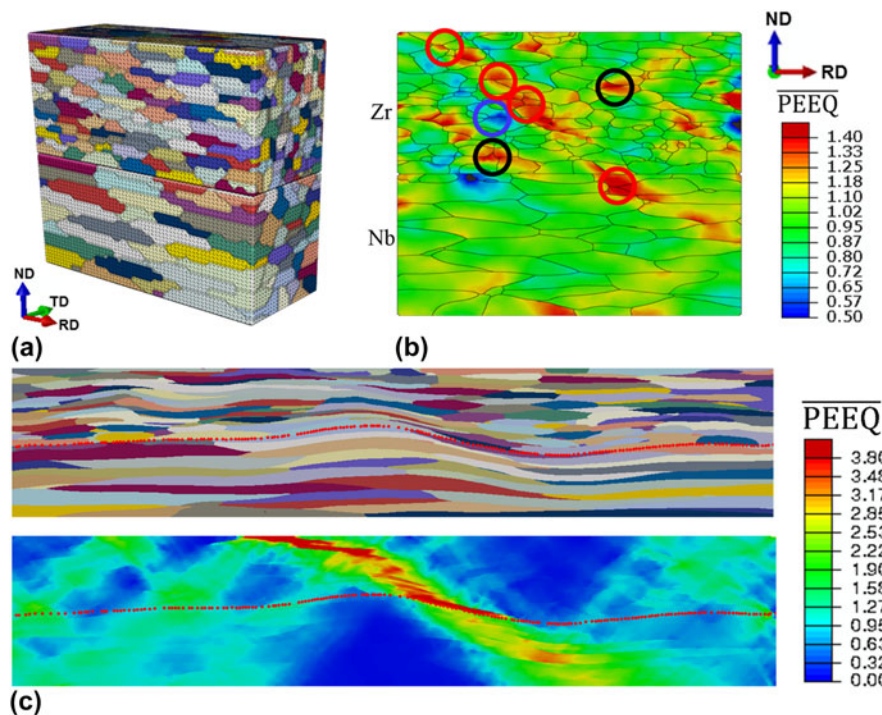 ND
TD
RD
(a)
Zr
Nb
(b)
ND
RD
PEEQ
1.40
1.33
1.25
1.18
1.10
1.02
0.95
0.87
0.80
0.72
0.65
0.57
0.50
(c)
PEEQ
3.80
3.48
3.17
2.85
2.53
2.22
1.90
1.58
1.27
0.95
0.63
0.32
0.00